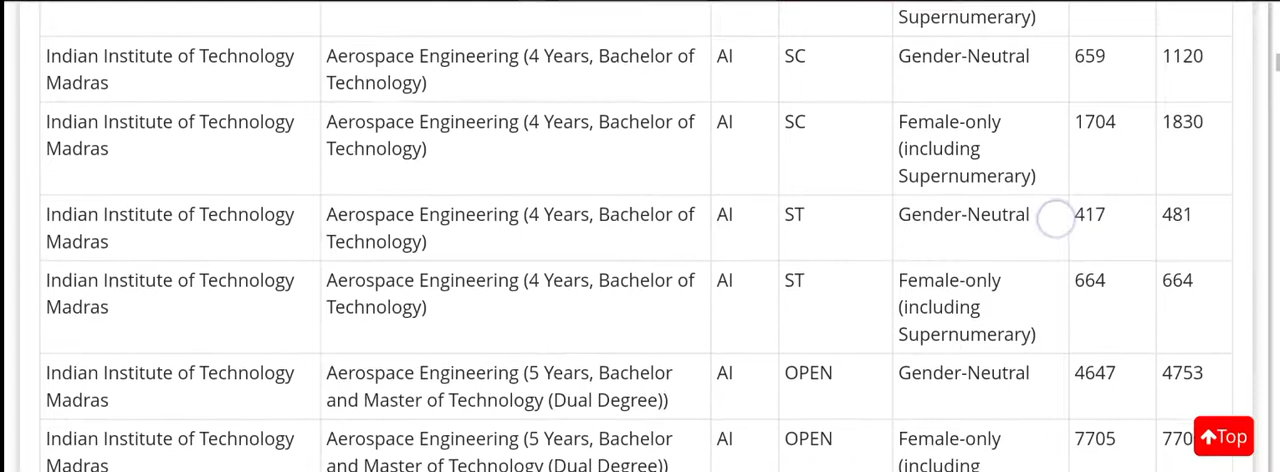 Supernumerary)
Indian Institute of Technology Aerospace Engineering (4 Years, Bachelor of AI SC Gender-Neutral 659 1120
Madras Technology)
Indian Institute of Technology Aerospace Engineering (4 Years, Bachelor of AI SC Female-only 1704 1830
Madras Technology) (including
Supernumerary)
Indian Institute of Technology Aerospace Engineering (4 Years, Bachelor of AI ST Gender-Neutral 417 481
Madras Technology)
Indian Institute of Technology Aerospace Engineering (4 Years, Bachelor of AI ST Female-only 664 664
Madras Technology) (including
Supernumerary)
Indian Institute of Technology Aerospace Engineering (5 Years, Bachelor AI OPEN Gender-Neutral 4647 4753
Madras and Master of Technology (Dual Degree))
Indian Institute of Technology Aerospace Engineering (5 Years, Bachelor AI OPEN Female-only 7705 Top
Madras and Master of Technology (Dual Degree)) (including